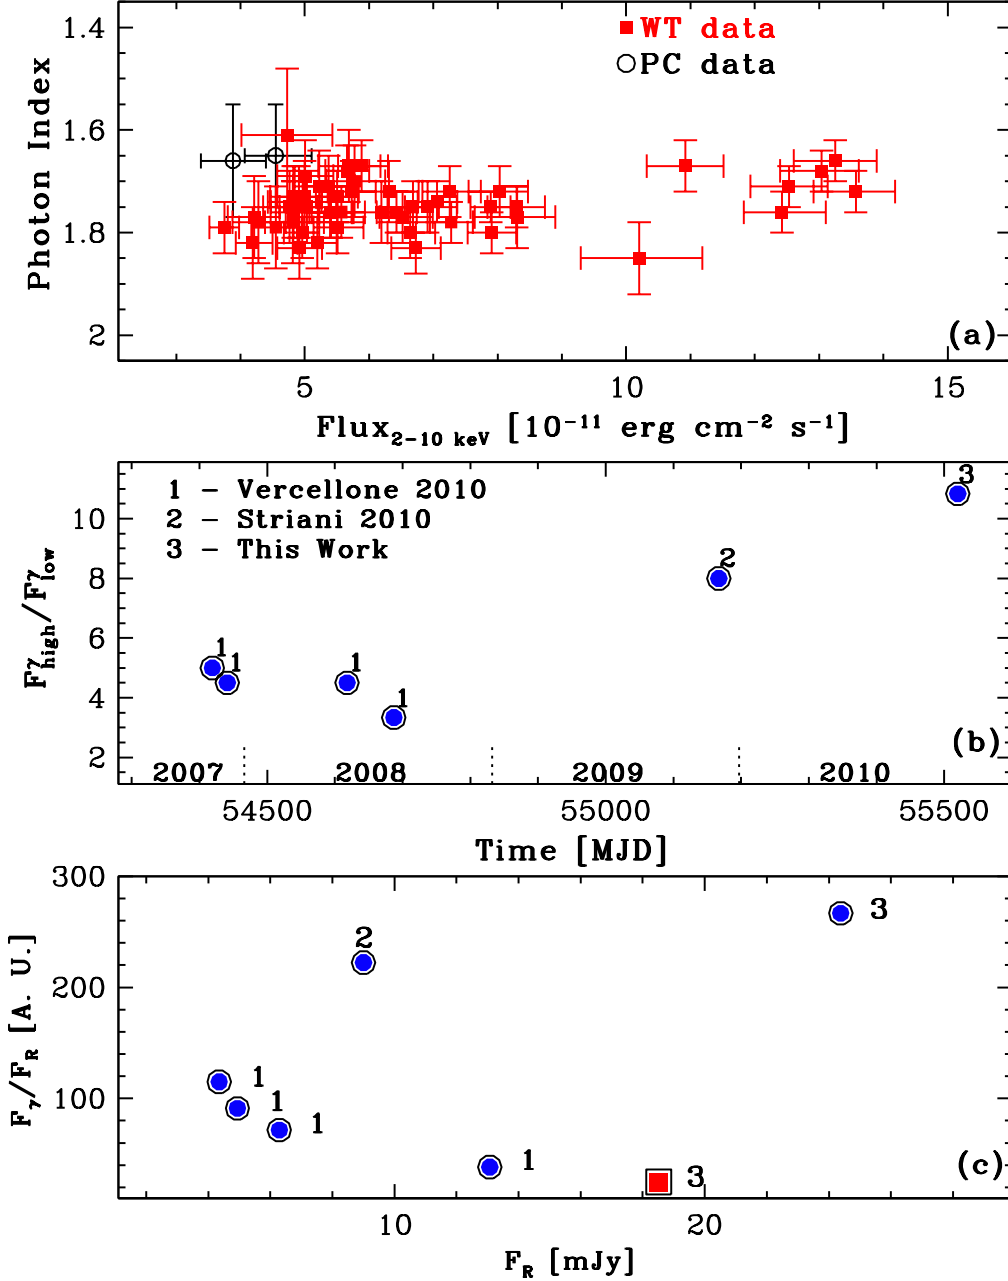 WT data
PC data
1.4
1.6
1.8
2
Photon Index
(a)
5 10 15
Flux2−10 keV [10−11 erg cm−2 s−1]
1 − Vercellone 2010
2 − Striani 2010
3 − This Work
3
2
1
1
1
1
10
8
6
4
2
Fγhigh/Fγlow
(b)
2007 2008 2009 2010
54500 55000 55500
Time [MJD]
300
200
100
Fγ/FR [A. U.]
3
2
1
1
1
1
3
(c)
10 20
FR [mJy]